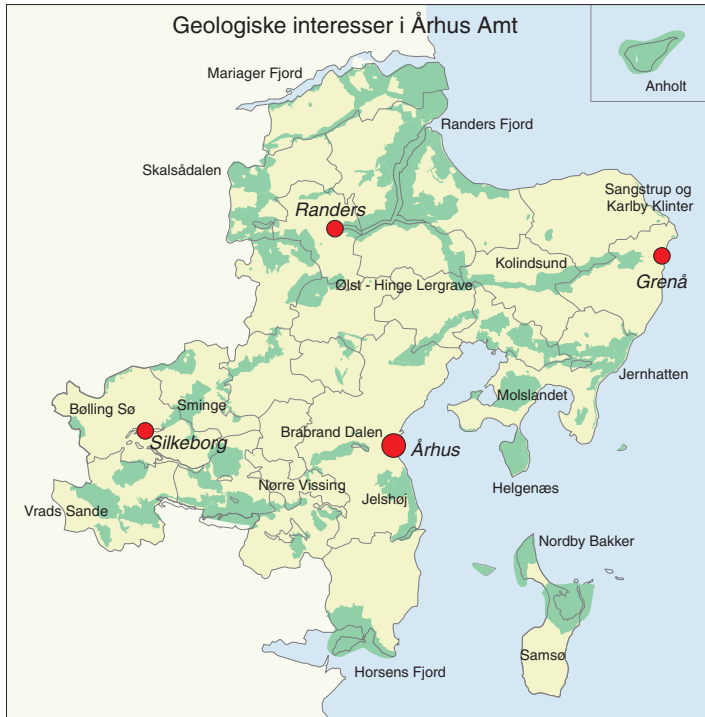 Geologiske interesser i Århus Amt
Mariager Fjord
Anholt
Randers Fjord
Skalsådalen
Sangstrup og
Karlby Klinter
Randers
Kolindsund
Grenå
Ølst - Hinge Lergrave
Jernhatten
Molslandet
Bølling Sø
Sminge
Silkeborg
Brabrand Dalen
Århus
Helgenæs
Nørre Vissing
Jelshøj
Vrads Sande
Nordby Bakker
Samsø
Horsens Fjord